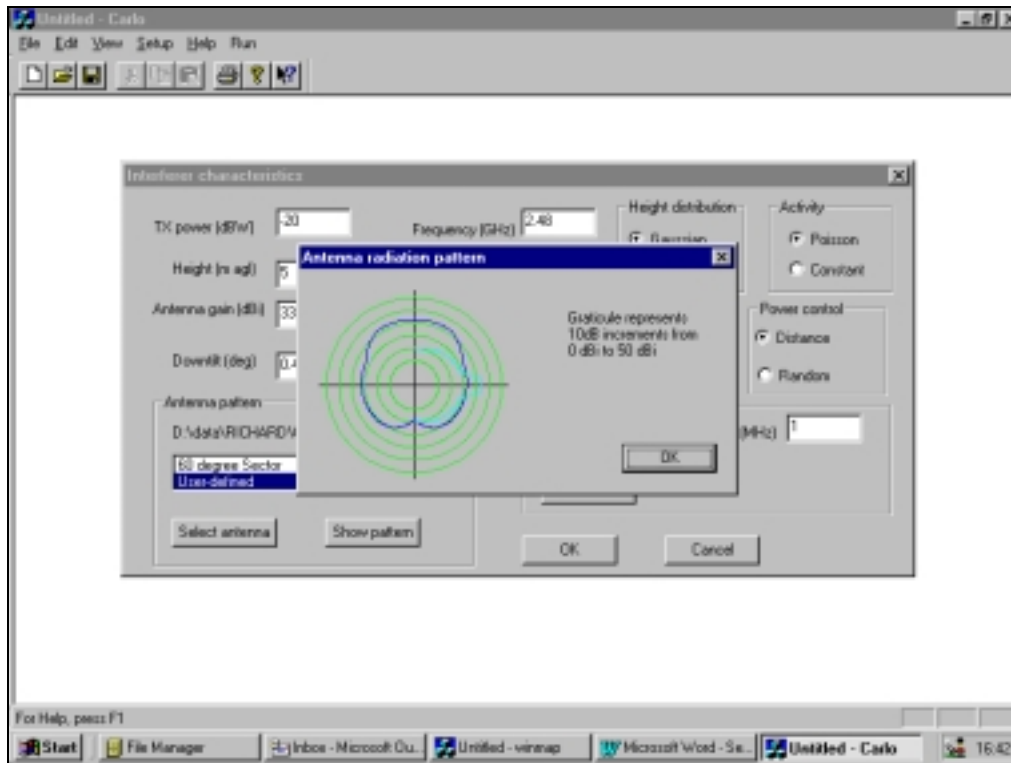 Untitled - Carlo
File Edit View Setup Help Run
Interferer characteristics
TX power (dBW) -20
Frequency (GHz) 2.48
Height distribution
Gaussian
Activity
Poisson
Constant
Height (m agl) 5
Antenna gain (dBi) 33
Downtilt (deg) 0.4
Power control
Distance
Random
Antenna radiation pattern
Graticule represents
10dB increments from
0 dBi to 50 dBi
OK
Antenna pattern
D:\data\RICHARD\
60 degree Sector
User-defined
(MHz) 1
Select antenna
Show pattern
OK
Cancel
For Help, press F1
Start
File Manager
Inbox - Microsoft Ou...
Untitled - winmap
Microsoft Word - Se...
Untitled - Carlo
16:42